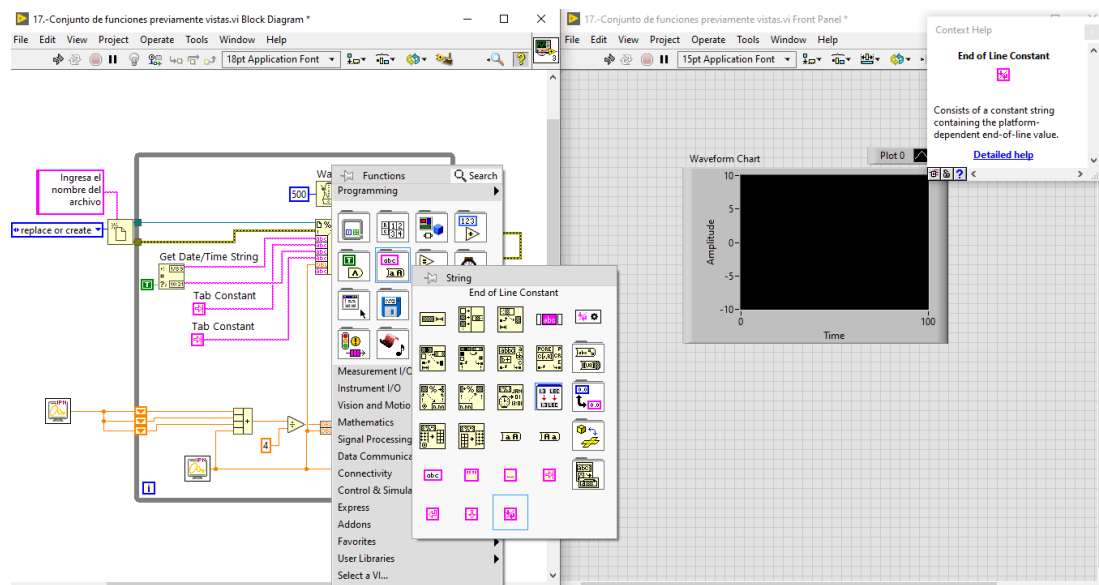 17.-Conjunto de funciones previamente vistas.vi Block Diagram *
File Edit View Project Operate Tools Window Help
18pt Application Font
3
Ingresa el
nombre del
archivo
replace or create
500
Get Date/Time String
Tab Constant
Tab Constant
4
i
Functions
Search
Programming
Measurement I/O
Instrument I/O
Vision and Motio
Mathematics
Signal Processing
Data Communica
Connectivity
Control & Simula
Express
Addons
Favorites
User Libraries
Select a VI...
String
End of Line Constant
17.-Conjunto de funciones previamente vistas.vi Front Panel *
File Edit View Project Operate Tools Window Help
15pt Application Font
Waveform Chart
Plot 0
10
5
0
-5
-10
Amplitude
0
100
Time
Context Help
End of Line Constant
Consists of a constant string
containing the platform-
dependent end-of-line value.
Detailed help